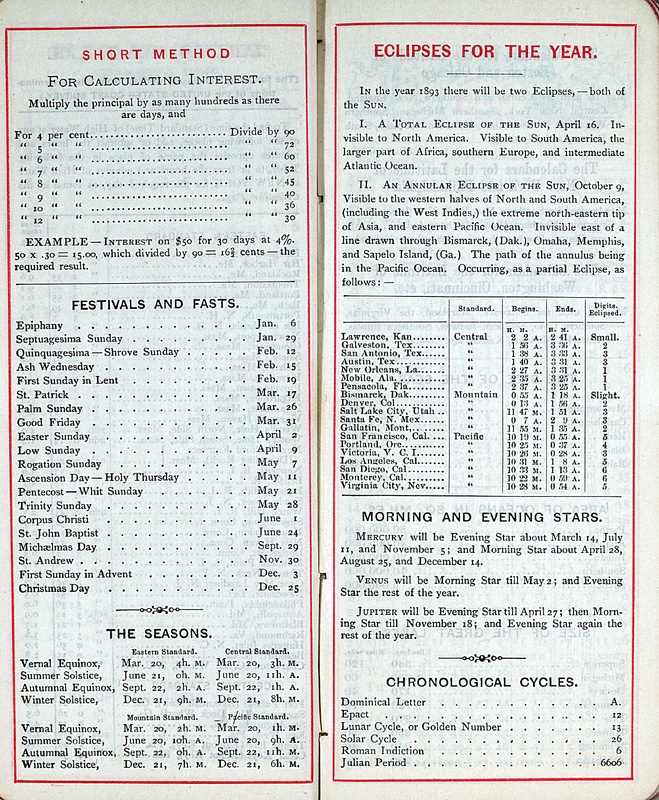 SHORT METHOD
FOR CALCULATING INTEREST.
Multiply the principal by as many hundreds as there
are days, and
For 4 per cent. Divide by 90
“ 5 “ “ “ “ 72
“ 6 “ “ “ “ 60
“ 7 “ “ “ “ 52
“ 8 “ “ “ “ 45
“ 9 “ “ “ “ 40
“ 10 “ “ “ “ 36
“ 12 “ “ “ “ 30
EXAMPLE — INTEREST on $50 for 30 days at 4%.
50 x .30 = 15.00, which divided by 90 = 16⅔ cents — the
required result.
FESTIVALS AND FASTS.
Epiphany . . . Jan. 6
Septuagesima Sunday . . . Jan. 29
Quinquagesima — Shrove Sunday . . . Feb. 12
Ash Wednesday . . . Feb. 15
First Sunday in Lent . . . Feb. 19
St. Patrick . . . Mar. 17
Palm Sunday . . . Mar. 26
Good Friday . . . Mar. 31
Easter Sunday . . . April 2
Low Sunday . . . April 9
Rogation Sunday . . . May 7
Ascension Day — Holy Thursday . . . May 11
Pentecost — Whit Sunday . . . May 21
Trinity Sunday . . . May 28
Corpus Christi . . . June 1
St. John Baptist . . . June 24
Michælmas Day . . . Sept. 29
St. Andrew . . . Nov. 30
First Sunday in Advent . . . Dec. 3
Christmas Day . . . Dec. 25
THE SEASONS.
Eastern Standard. Central Standard.
Vernal Equinox, Mar. 20, 4h. M. Mar. 20, 3h. M.
Summer Solstice, June 21, 0h. M. June 20, 11h. A.
Autumnal Equinox, Sept. 22, 2h. A. Sept. 22, 1h. A.
Winter Solstice, Dec. 21, 9h. M. Dec. 21, 8h. M.
Mountain Standard. Pacific Standard.
Vernal Equinox, Mar. 20, 2h. M. Mar. 20, 1h. M.
Summer Solstice, June 20, 10h. A. June 20, 9h. A.
Autumnal Equinox, Sept. 22, 0h. A. Sept. 22, 11h. M.
Winter Solstice, Dec. 21, 7h. M. Dec. 21, 6h. M.
ECLIPSES FOR THE YEAR.
IN the year 1893 there will be two Eclipses, — both of
the SUN.
I. A TOTAL ECLIPSE OF THE SUN, April 16. In-
visible to North America. Visible to South America, the
larger part of Africa, southern Europe, and intermediate
Atlantic Ocean.
II. AN ANNULAR ECLIPSE OF THE SUN, October 9,
Visible to the western halves of North and South America,
(including the West Indies,) the extreme north-eastern tip
of Asia, and eastern Pacific Ocean. Invisible east of a
line drawn through Bismarck, (Dak.), Omaha, Memphis,
and Sapelo Island, (Ga.) The path of the annulus being
in the Pacific Ocean. Occurring, as a partial Eclipse, as
follows : —
Standard. Begins. Ends. Digits. Eclipsed.
H. M. H. M.
Lawrence, Kan. Central 2 2 A. 2 41 A. Small.
Galveston, Tex. “ 1 56 A. 3 36 A. 2
San Antonio, Tex. “ 1 38 A. 3 33 A. 3
Austin, Tex. “ 1 40 A. 3 31 A. 3
New Orleans, La. “ 2 27 A. 3 31 A. 1
Mobile, Ala. “ 2 35 A. 3 25 A. 1
Pensacola, Fla. “ 2 37 A. 3 25 A. 1
Bismarck, Dak. Mountain 0 55 A. 1 18 A. Slight.
Denver, Col. “ 0 13 A. 1 56 A. 2
Salt Lake City, Utah “ 11 47 M. 1 51 A. 3
Santa Fe, N. Mex “ 0 7 A. 2 9 A. 3
Gallatin, Mont. “ 11 55 M. 1 35 A. 2
San Francisco, Cal. Pacific 10 19 M. 0 55 A. 5
Portland, Ore. “ 10 25 M. 0 37 A. 4
Victoria, V. C. I. “ 10 26 M. 0 28 A. 3
Los Angeles, Cal. “ 10 31 M. 1 8 A. 5
San Diego, Cal. “ 10 33 M. 1 13 A. 6
Monterey, Cal. “ 10 22 M. 0 59 A. 6
Virginia City, Nev. “ 10 28 M. 0 54 A. 5
MORNING AND EVENING STARS.
MERCURY will be Evening Star about March 14, July
11, and November 5; and Morning Star about April 28,
August 25, and December 14.
VENUS will be Morning Star till May 2; and Evening
Star the rest of the year.
JUPITER will be Evening Star till April 27; then Morn-
ing Star till November 18; and Evening Star again the
rest of the year.
CHRONOLOGICAL CYCLES.
Dominical Letter . . . A.
Epact . . . 12
Lunar Cycle, or Golden Number . . . 13
Solar Cycle . . . 26
Roman Indiction . . . 6
Julian Period . . . 6606